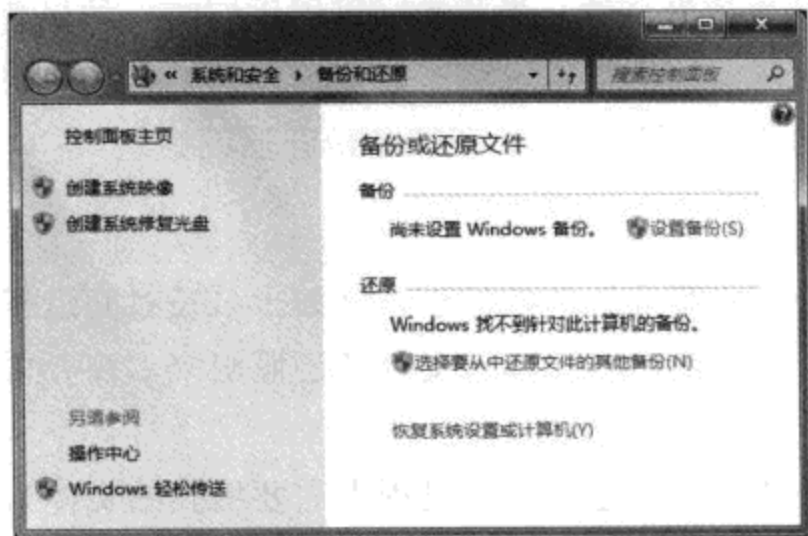 « 系统和安全 › 备份和还原
搜索控制面板
控制面板主页
创建系统映像
创建系统修复光盘
备份或还原文件
备份
尚未设置 Windows 备份。 设置备份(S)
还原
Windows 找不到针对此计算机的备份。
选择要从中还原文件的其他备份(N)
恢复系统设置或计算机(Y)
另请参阅
操作中心
Windows 轻松传送